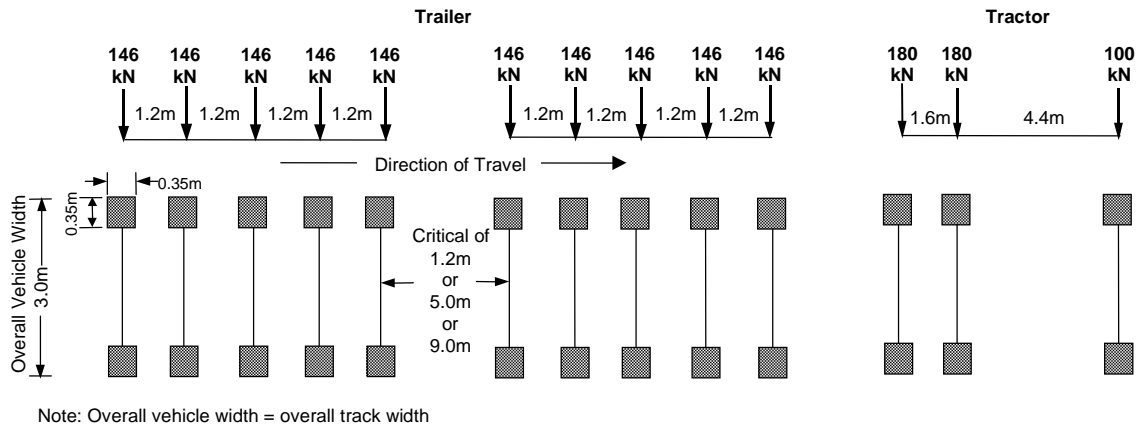 Trailer
Tractor
146 kN
146 kN
146 kN
146 kN
146 kN
146 kN
146 kN
146 kN
146 kN
146 kN
180 kN
180 kN
100 kN
1.2m
1.2m
1.2m
1.2m
1.2m
1.2m
1.2m
1.2m
1.6m
4.4m
Direction of Travel
0.35m
0.35m
Overall Vehicle Width
3.0m
Critical of
1.2m
or
5.0m
or
9.0m
Note: Overall vehicle width = overall track width